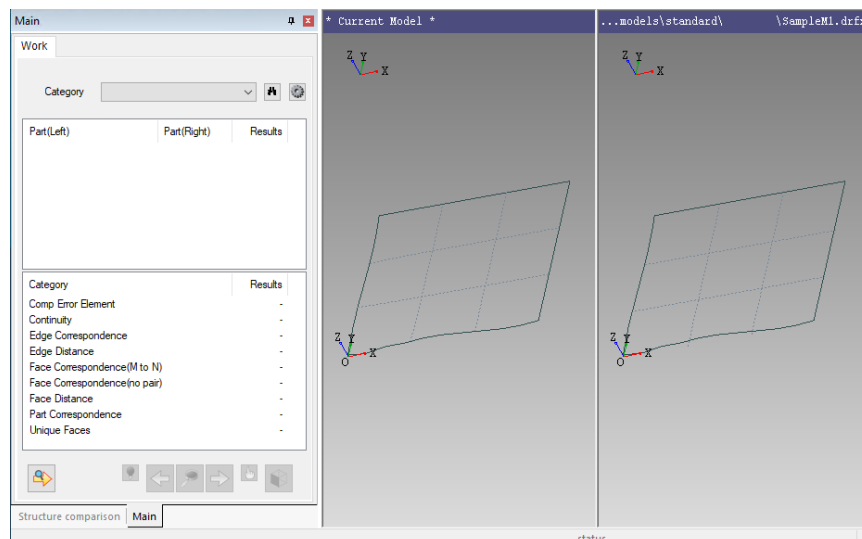 Main
Work
Category
Part(Left) Part(Right) Results
Category Results
Comp Error Element -
Continuity -
Edge Correspondence -
Edge Distance -
Face Correspondence(M to N) -
Face Correspondence(no pair) -
Face Distance -
Part Correspondence -
Unique Faces -
Structure comparison Main
* Current Model *
Z Y X
Z Y X O
...models\standard\ \SampleM1.drfx
Z Y X
Z Y X O
status